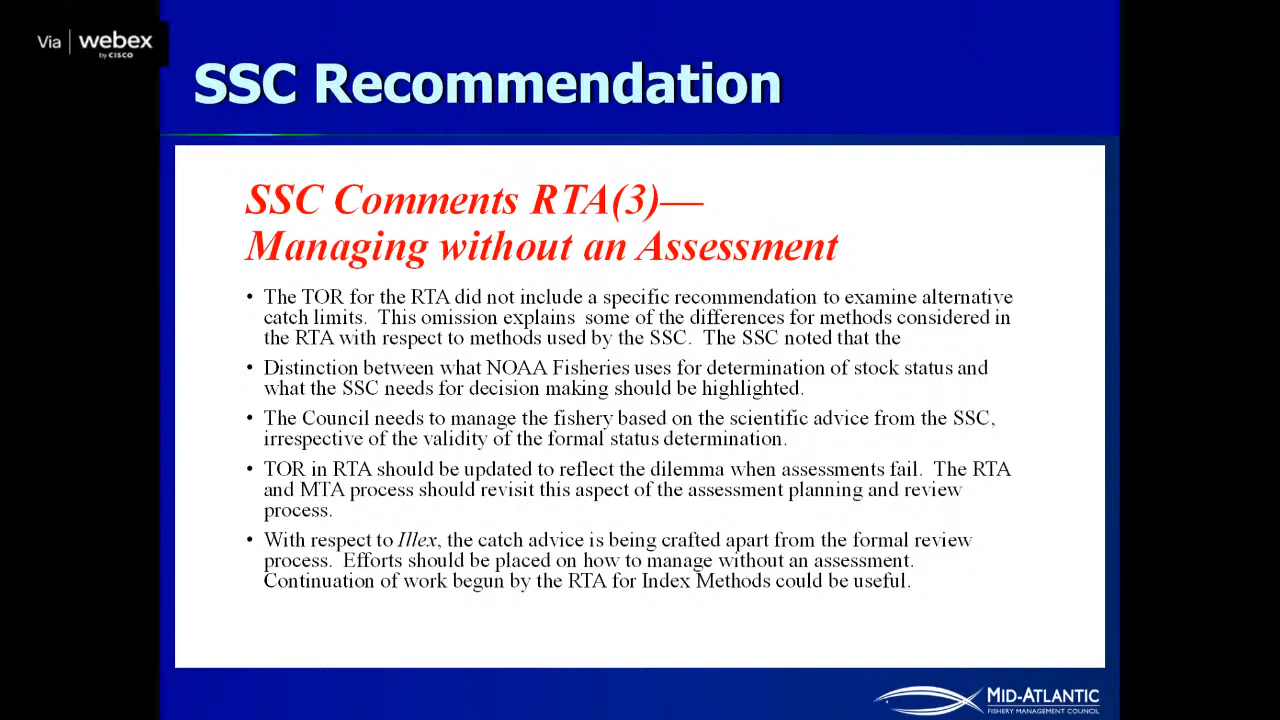 Via webex
by CISCO
SSC Recommendation
SSC Comments RTA(3)—
Managing without an Assessment
• The TOR for the RTA did not include a specific recommendation to examine alternative
catch limits. This omission explains some of the differences for methods considered in
the RTA with respect to methods used by the SSC. The SSC noted that the
• Distinction between what NOAA Fisheries uses for determination of stock status and
what the SSC needs for decision making should be highlighted.
• The Council needs to manage the fishery based on the scientific advice from the SSC,
irrespective of the validity of the formal status determination.
• TOR in RTA should be updated to reflect the dilemma when assessments fail. The RTA
and MTA process should revisit this aspect of the assessment planning and review
process.
• With respect to Illex, the catch advice is being crafted apart from the formal review
process. Efforts should be placed on how to manage without an assessment.
Continuation of work begun by the RTA for Index Methods could be useful.
MID-ATLANTIC
FISHERY MANAGEMENT COUNCIL